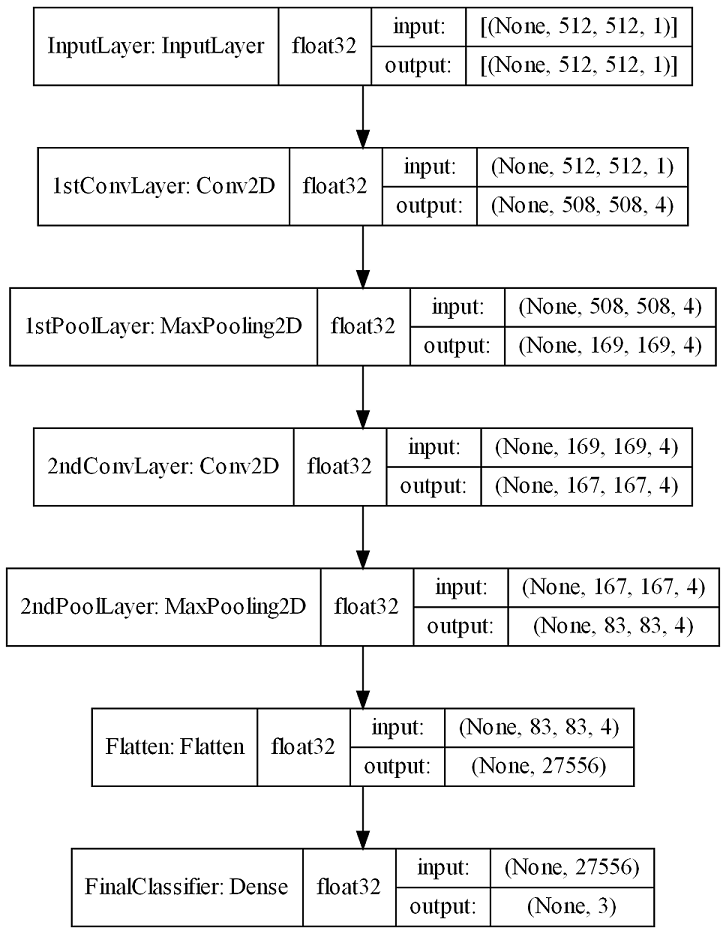 InputLayer: InputLayer float32 input: [(None, 512, 512, 1)]
output: [(None, 512, 512, 1)]
1stConvLayer: Conv2D float32 input: (None, 512, 512, 1)
output: (None, 508, 508, 4)
1stPoolLayer: MaxPooling2D float32 input: (None, 508, 508, 4)
output: (None, 169, 169, 4)
2ndConvLayer: Conv2D float32 input: (None, 169, 169, 4)
output: (None, 167, 167, 4)
2ndPoolLayer: MaxPooling2D float32 input: (None, 167, 167, 4)
output: (None, 83, 83, 4)
Flatten: Flatten float32 input: (None, 83, 83, 4)
output: (None, 27556)
FinalClassifier: Dense float32 input: (None, 27556)
output: (None, 3)